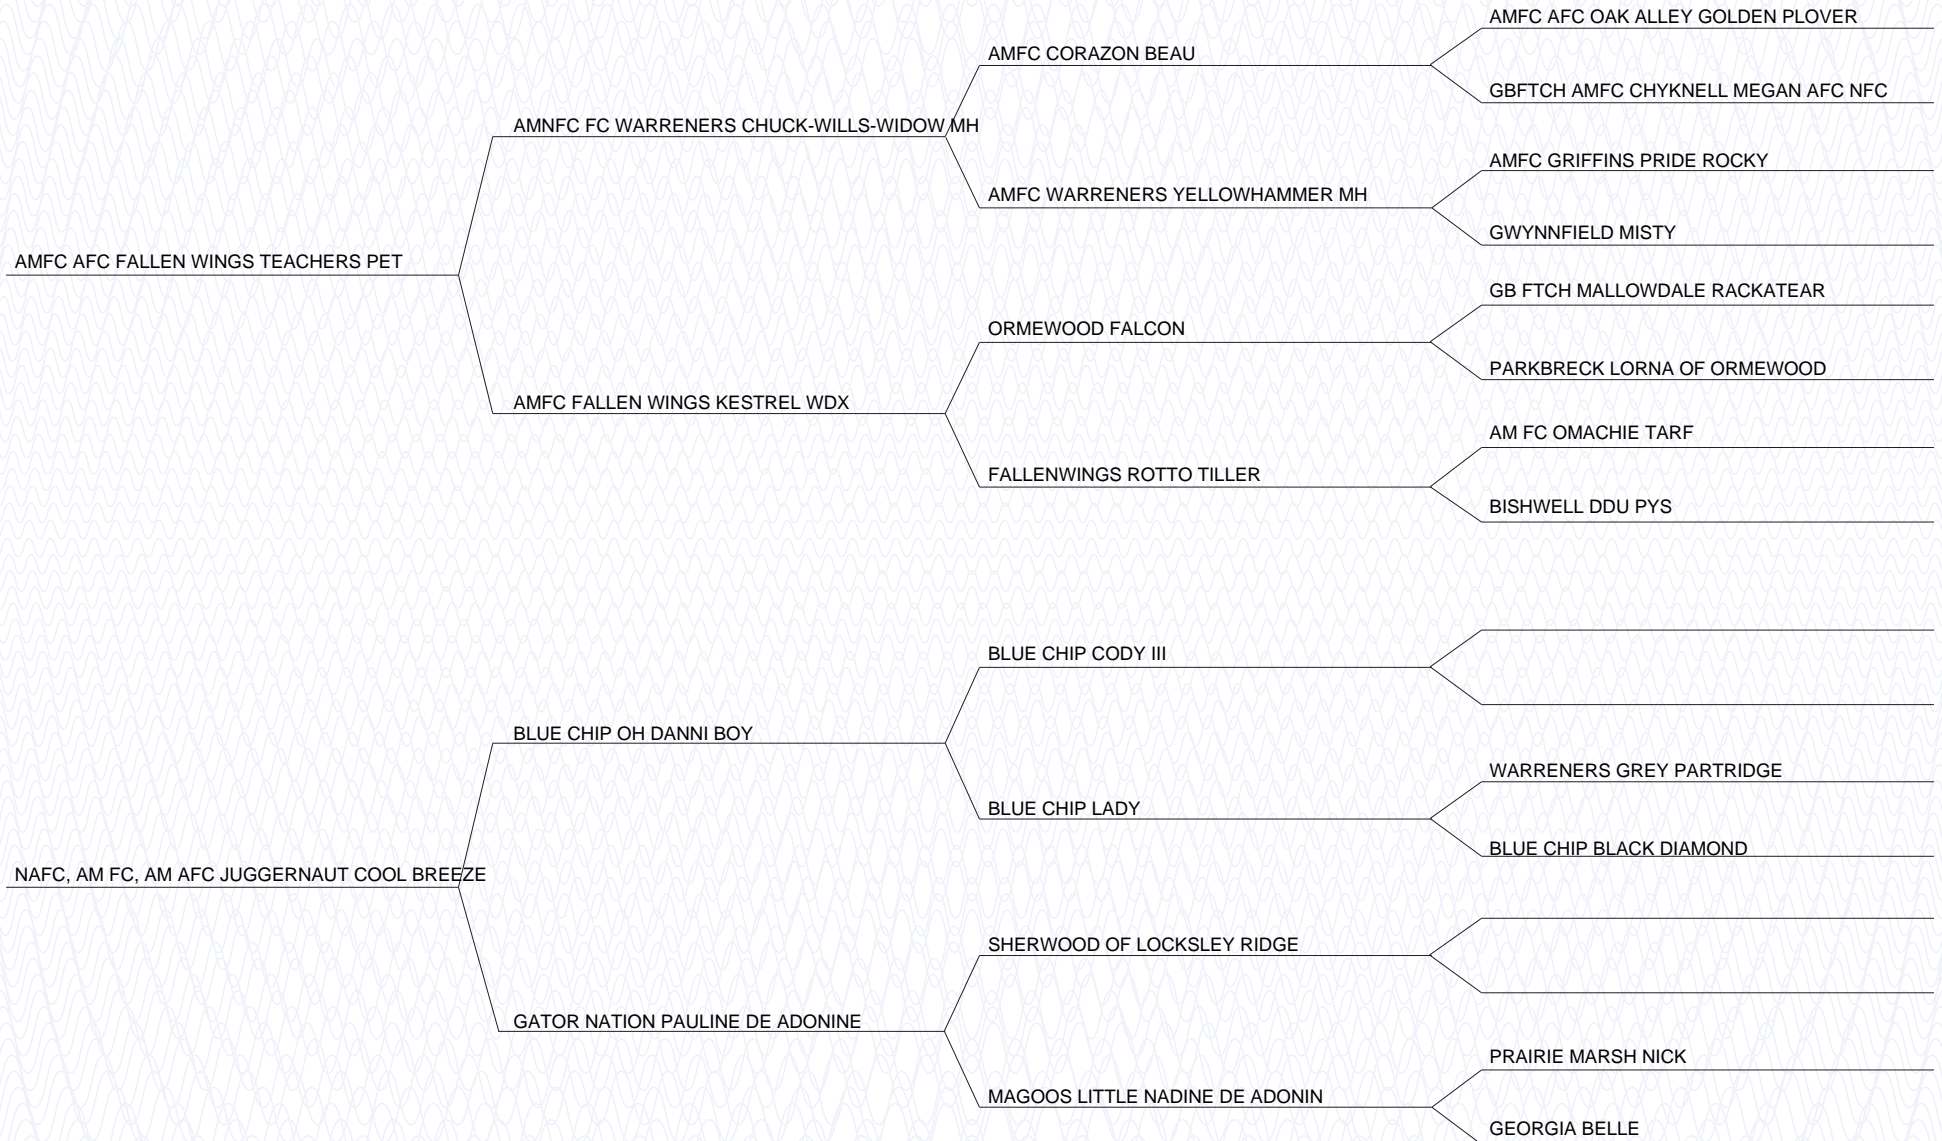 AMFC AFC OAK ALLEY GOLDEN PLOVER
AMFC CORAZON BEAU
GBFTCH AMFC CHYKNELL MEGAN AFC NFC
AMNFC FC WARRENERS CHUCK-WILLS-WIDOW MH
AMFC GRIFFINS PRIDE ROCKY
AMFC WARRENERS YELLOWHAMMER MH
GWYNNFIELD MISTY
AMFC AFC FALLEN WINGS TEACHERS PET
GB FTCH MALLOWDALE RACKATEAR
ORMEWOOD FALCON
PARKBRECK LORNA OF ORMEWOOD
AMFC FALLEN WINGS KESTREL WDX
AM FC OMACHIE TARF
FALLENWINGS ROTTO TILLER
BISHWELL DDU PYS
BLUE CHIP CODY III
BLUE CHIP OH DANNI BOY
WARRENERS GREY PARTRIDGE
BLUE CHIP LADY
BLUE CHIP BLACK DIAMOND
NAFC, AM FC, AM AFC JUGGERNAUT COOL BREEZE
SHERWOOD OF LOCKSLEY RIDGE
GATOR NATION PAULINE DE ADONINE
PRAIRIE MARSH NICK
MAGOOS LITTLE NADINE DE ADONIN
GEORGIA BELLE